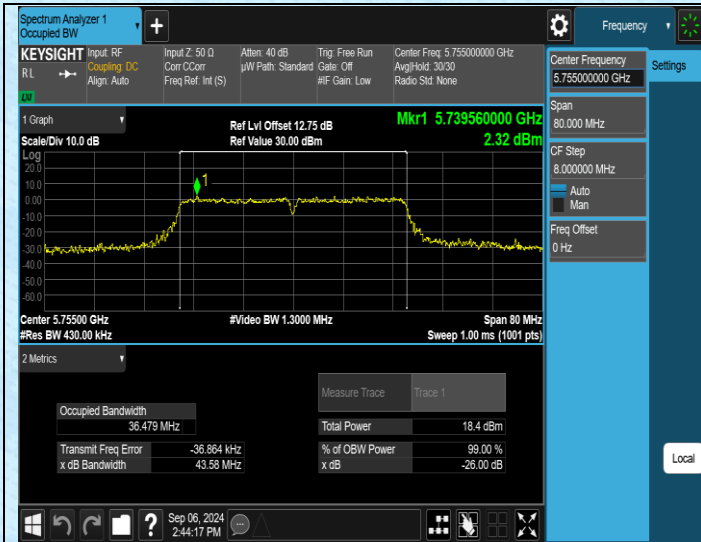 Spectrum Analyzer 1
Occupied BW
+
Frequency
KEYSIGHT
RL
LXI
Input: RF
Coupling: DC
Align: Auto
Input Z: 50 Ω
Corr CCorr
Freq Ref: Int (S)
Atten: 40 dB
µW Path: Standard
Trig: Free Run
Gate: Off
#IF Gain: Low
Center Freq: 5.755000000 GHz
Avg|Hold: 30/30
Radio Std: None
1 Graph
Scale/Div 10.0 dB
Ref Lvl Offset 12.75 dB
Ref Value 30.00 dBm
Mkr1 5.739560000 GHz
2.32 dBm
Log
20.0
10.0
0.00
-10.0
-20.0
-30.0
-40.0
-50.0
-60.0
1
Center 5.75500 GHz
#Res BW 430.00 kHz
#Video BW 1.3000 MHz
Span 80 MHz
Sweep 1.00 ms (1001 pts)
2 Metrics
Measure Trace
Trace 1
Occupied Bandwidth
36.479 MHz
Total Power
18.4 dBm
Transmit Freq Error
-36.864 kHz
% of OBW Power
99.00 %
x dB Bandwidth
43.58 MHz
x dB
-26.00 dB
Center Frequency
5.755000000 GHz
Settings
Span
80.000 MHz
CF Step
8.000000 MHz
Auto
Man
Freq Offset
0 Hz
Local
?
Sep 06, 2024
2:44:17 PM